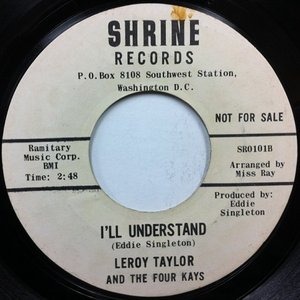 SHRINE
RECORDS
P.O.Box 8108 Southwest Station,
Washington D.C.
NOT FOR SALE
Ramitary
Music Corp.
BMI
Time: 2:48
SR0101B
Arranged by
Miss Ray
Produced by:
Eddie
Singleton
I'LL UNDERSTAND
(Eddie Singleton)
LEROY TAYLOR
AND THE FOUR KAYS